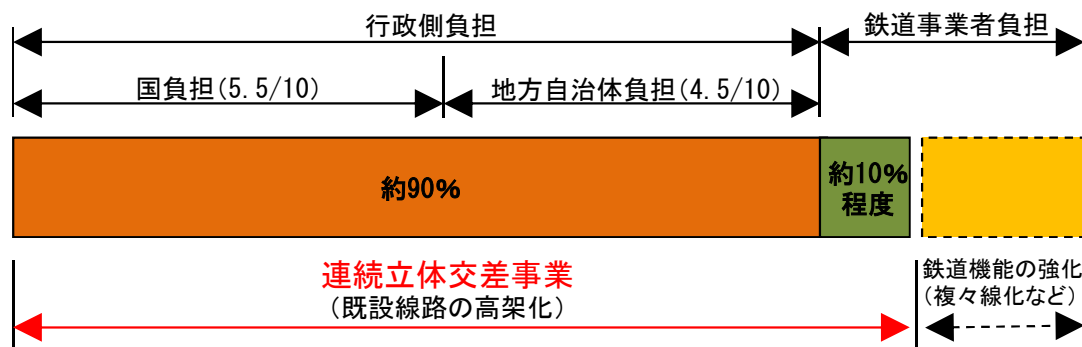 行政側負担
鉄道事業者負担
国負担(5.5/10)
地方自治体負担(4.5/10)
約90%
約10%
程度
連続立体交差事業
(既設線路の高架化)
鉄道機能の強化
(複々線化など)